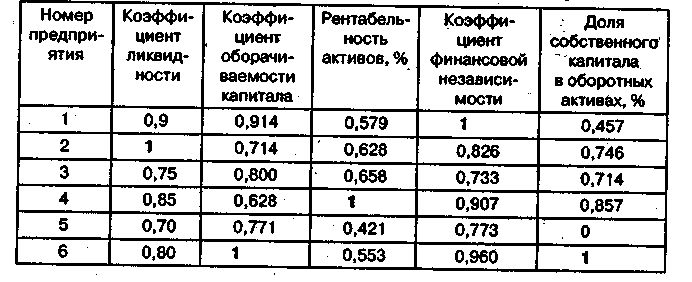 Номер предпри- ятия | Коэффи- циент ликвид- ности | Коэффи- циент оборачи- ваемости капитала | Рентабель- ность активов, % | Коэффи- циент финансовой независи- мости | Доля собственного капитала в оборотных активах, %
1 | 0,9 | 0,914 | 0,579 | 1 | 0,457
2 | 1 | 0,714 | 0,628 | 0,826 | 0,746
3 | 0,75 | 0,800 | 0,658 | 0,733 | 0,714
4 | 0,85 | 0,628 | 1 | 0,907 | 0,857
5 | 0,70 | 0,771 | 0,421 | 0,773 | 0
6 | 0,80 | 1 | 0,553 | 0,960 | 1